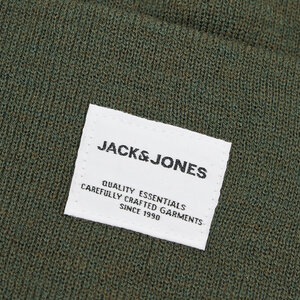 JACK&JONES
QUALITY ESSENTIALS
CAREFULLY CRAFTED GARMENTS
SINCE 1990